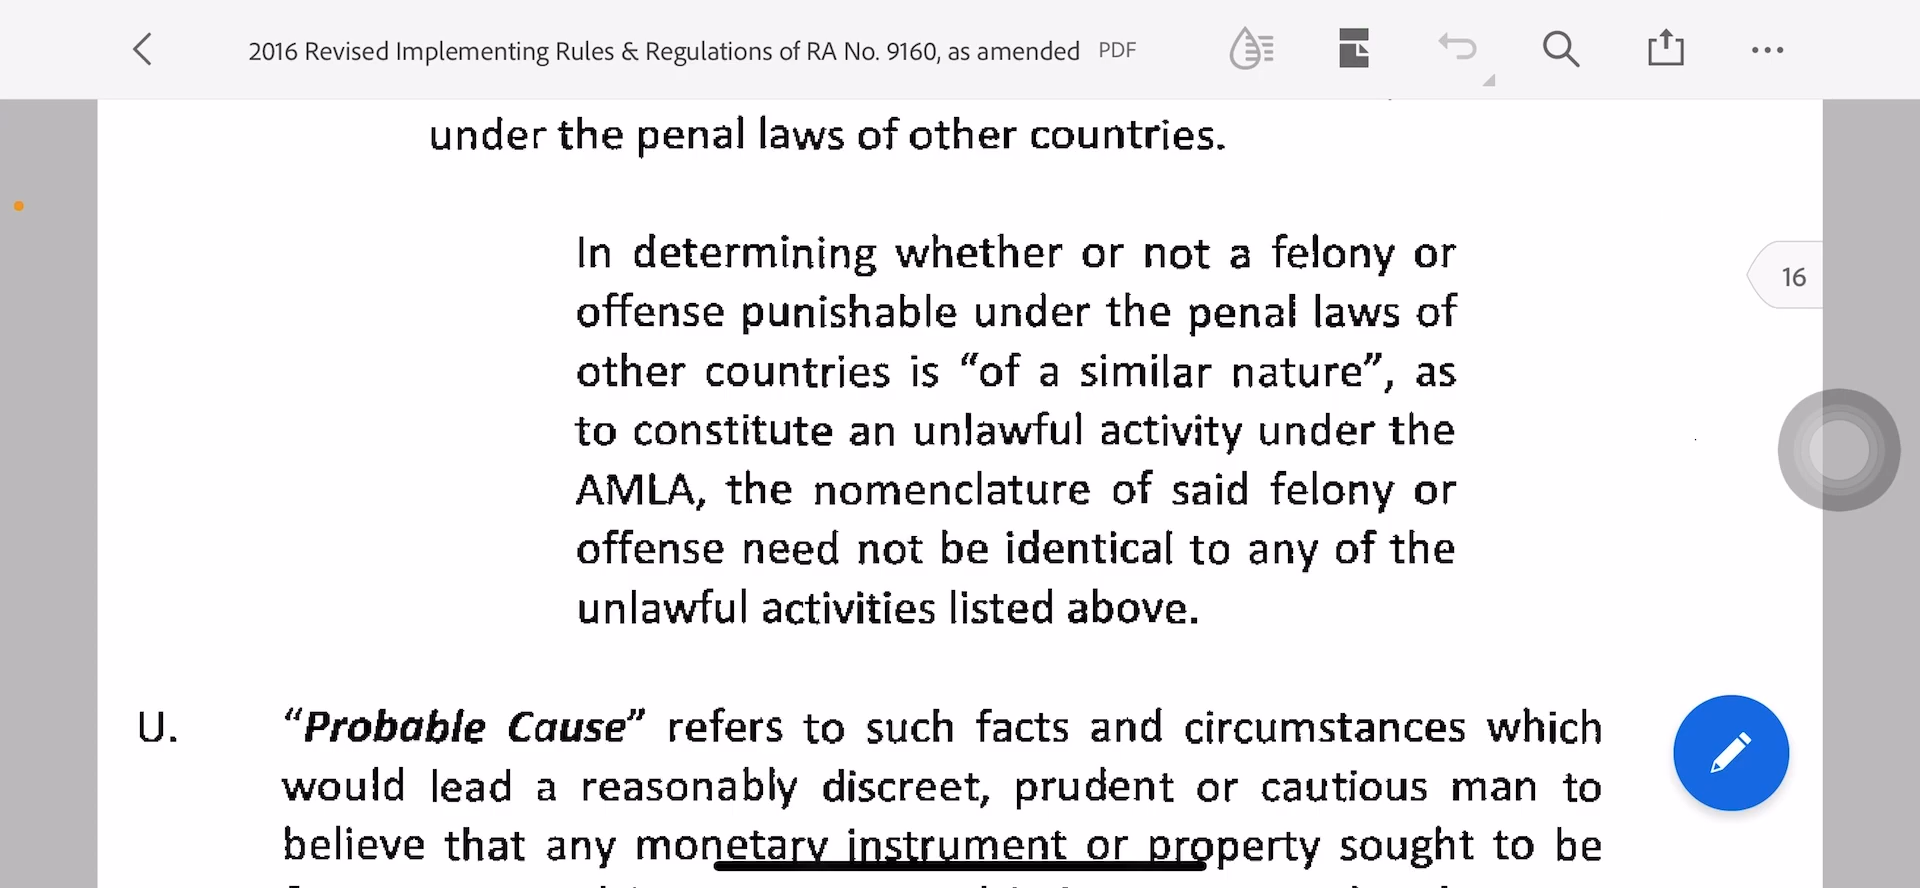 2016 Revised Implementing Rules & Regulations of RA No. 9160, as amended PDF
under the penal laws of other countries.
16
In determining whether or not a felony or
offense punishable under the penal laws of
other countries is “of a similar nature”, as
to constitute an unlawful activity under the
AMLA, the nomenclature of said felony or
offense need not be identical to any of the
unlawful activities listed above.
U. “Probable Cause” refers to such facts and circumstances which
would lead a reasonably discreet, prudent or cautious man to
believe that any monetary instrument or property sought to be